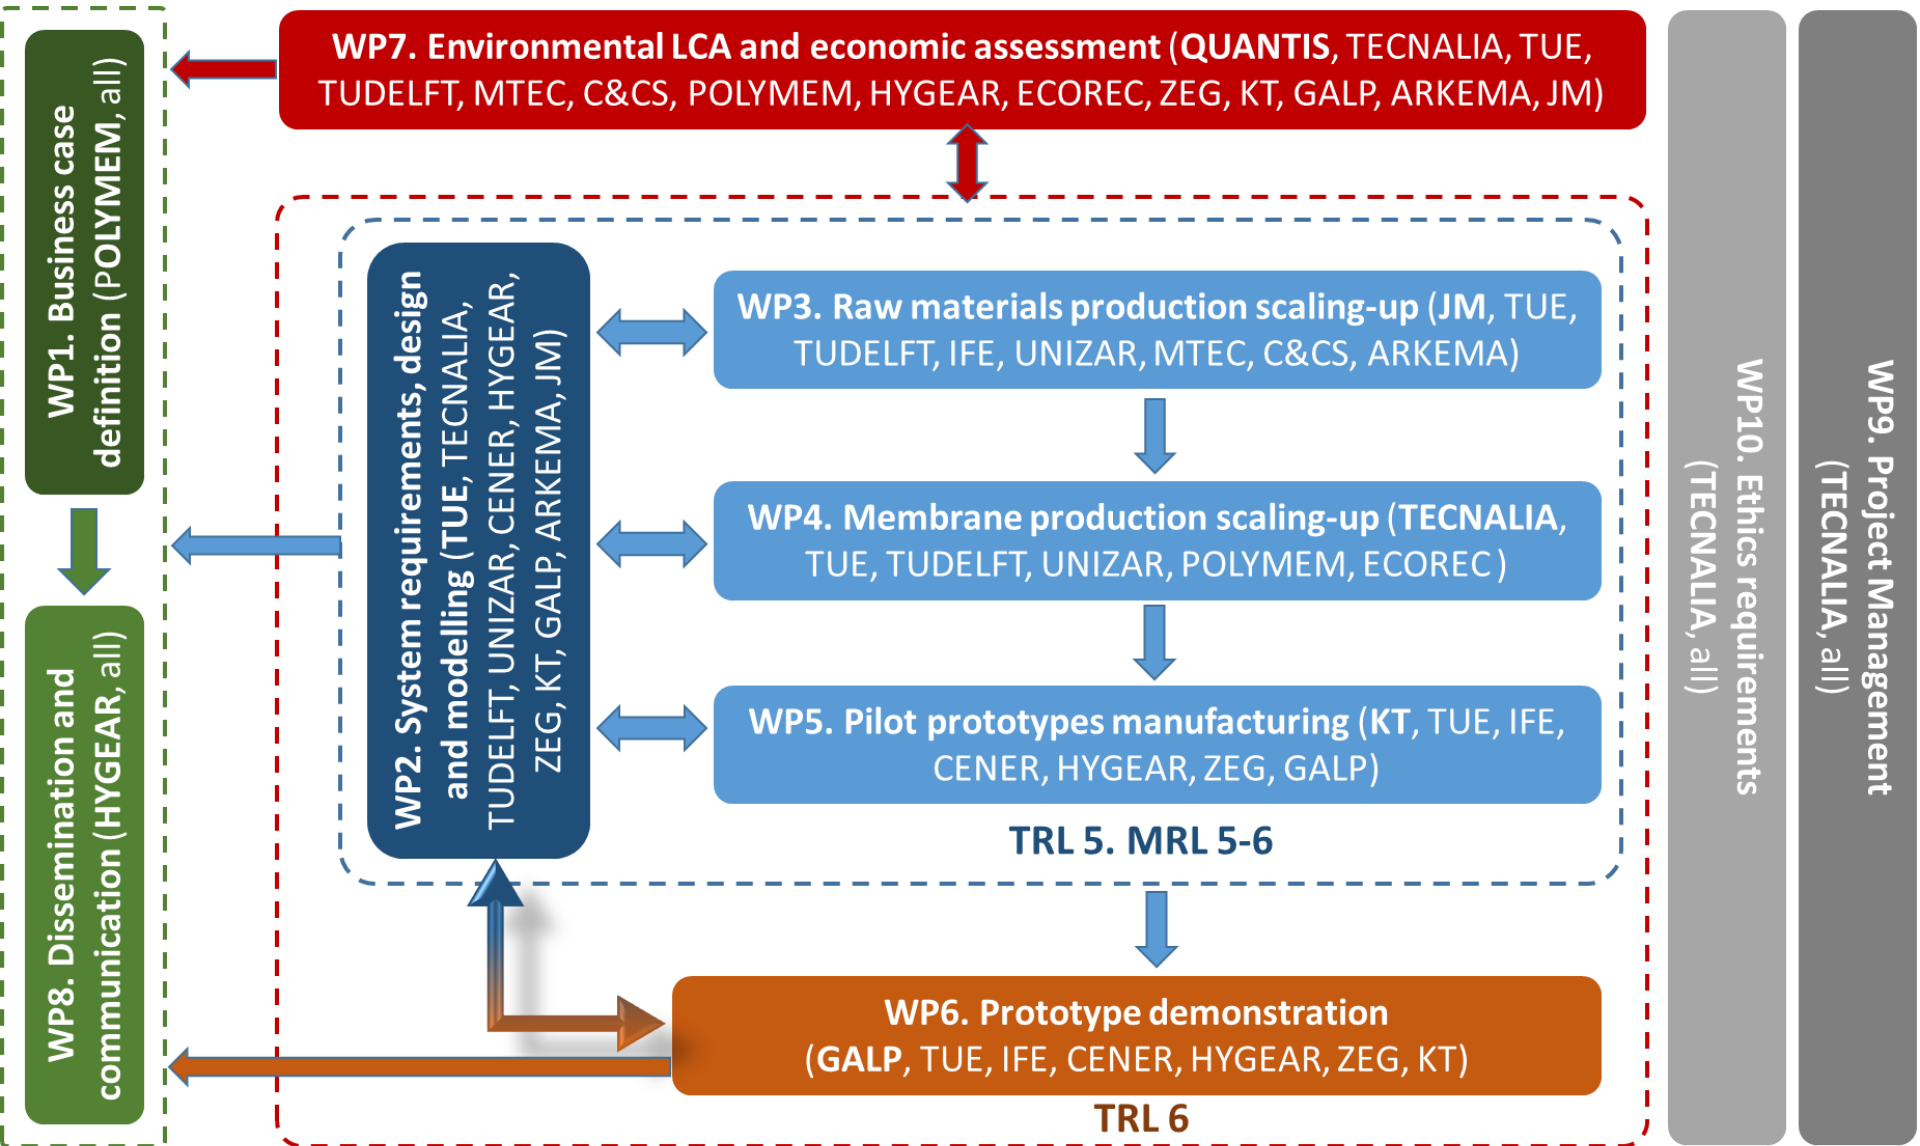 WP1. Business case
definition (POLYMEM, all)
WP8. Dissemination and
communication (HYGEAR, all)
WP7. Environmental LCA and economic assessment (QUANTIS, TECNALIA, TUE,
TUDELFT, MTEC, C&CS, POLYMEM, HYGEAR, ECOREC, ZEG, KT, GALP, ARKEMA, JM)
WP2. System requirements, design
and modelling (TUE, TECNALIA,
TUDELFT, UNIZAR, CENER, HYGEAR,
ZEG, KT, GALP, ARKEMA, JM)
WP3. Raw materials production scaling-up (JM, TUE,
TUDELFT, IFE, UNIZAR, MTEC, C&CS, ARKEMA)
WP4. Membrane production scaling-up (TECNALIA,
TUE, TUDELFT, UNIZAR, POLYMEM, ECOREC)
WP5. Pilot prototypes manufacturing (KT, TUE, IFE,
CENER, HYGEAR, ZEG, GALP)
TRL 5. MRL 5-6
WP6. Prototype demonstration
(GALP, TUE, IFE, CENER, HYGEAR, ZEG, KT)
TRL 6
WP10. Ethics requirements
(TECNALIA, all)
WP9. Project Management
(TECNALIA, all)